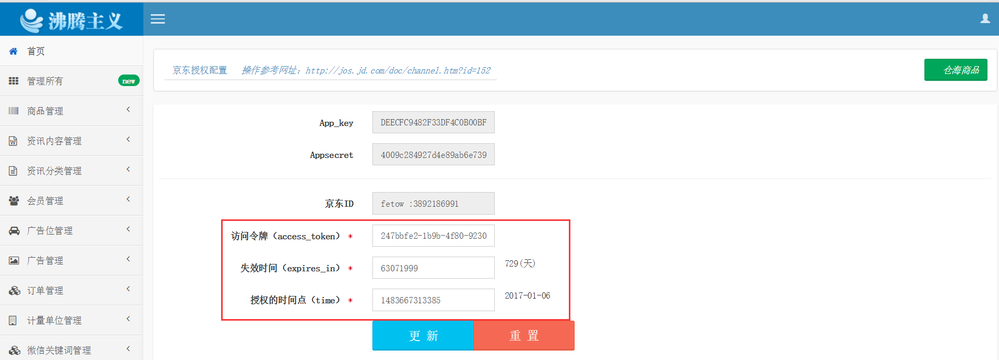 沸腾主义
首页
管理所有 new
商品管理
资讯内容管理
资讯分类管理
会员管理
广告位管理
广告管理
订单管理
计量单位管理
微信关键词管理
京东授权配置 操作参考网址：http://jos.jd.com/doc/channel.htm?id=152
仓海商品
App_key DEECFC9482F33DF4C0B00BF
Appsecret 4009c284927d4e89ab6e739
京东ID fetow :3892186991
访问令牌（access_token） * 247bbfe2-1b9b-4f80-9230
失效时间（expires_in） * 63071999 729(天)
授权的时间点（time） * 1483667313385 2017-01-06
更 新 重 置